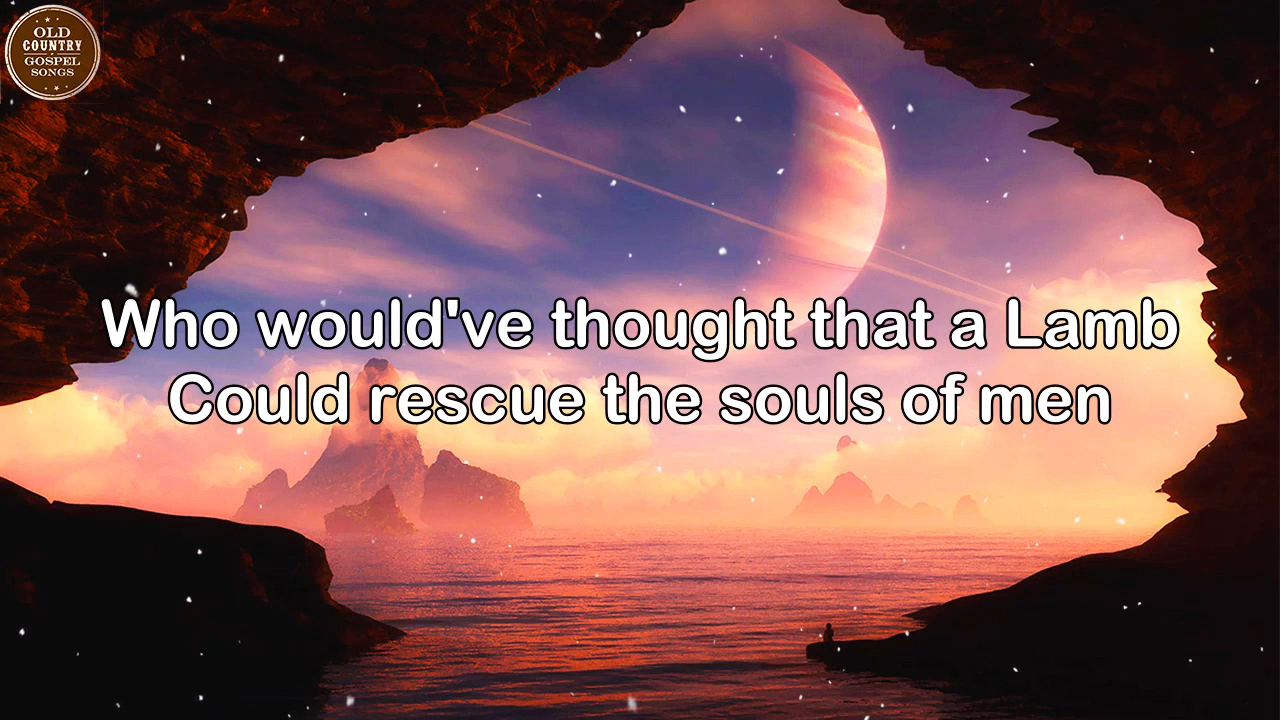 OLD
COUNTRY
GOSPEL
SONGS
Who would've thought that a Lamb
Could rescue the souls of men